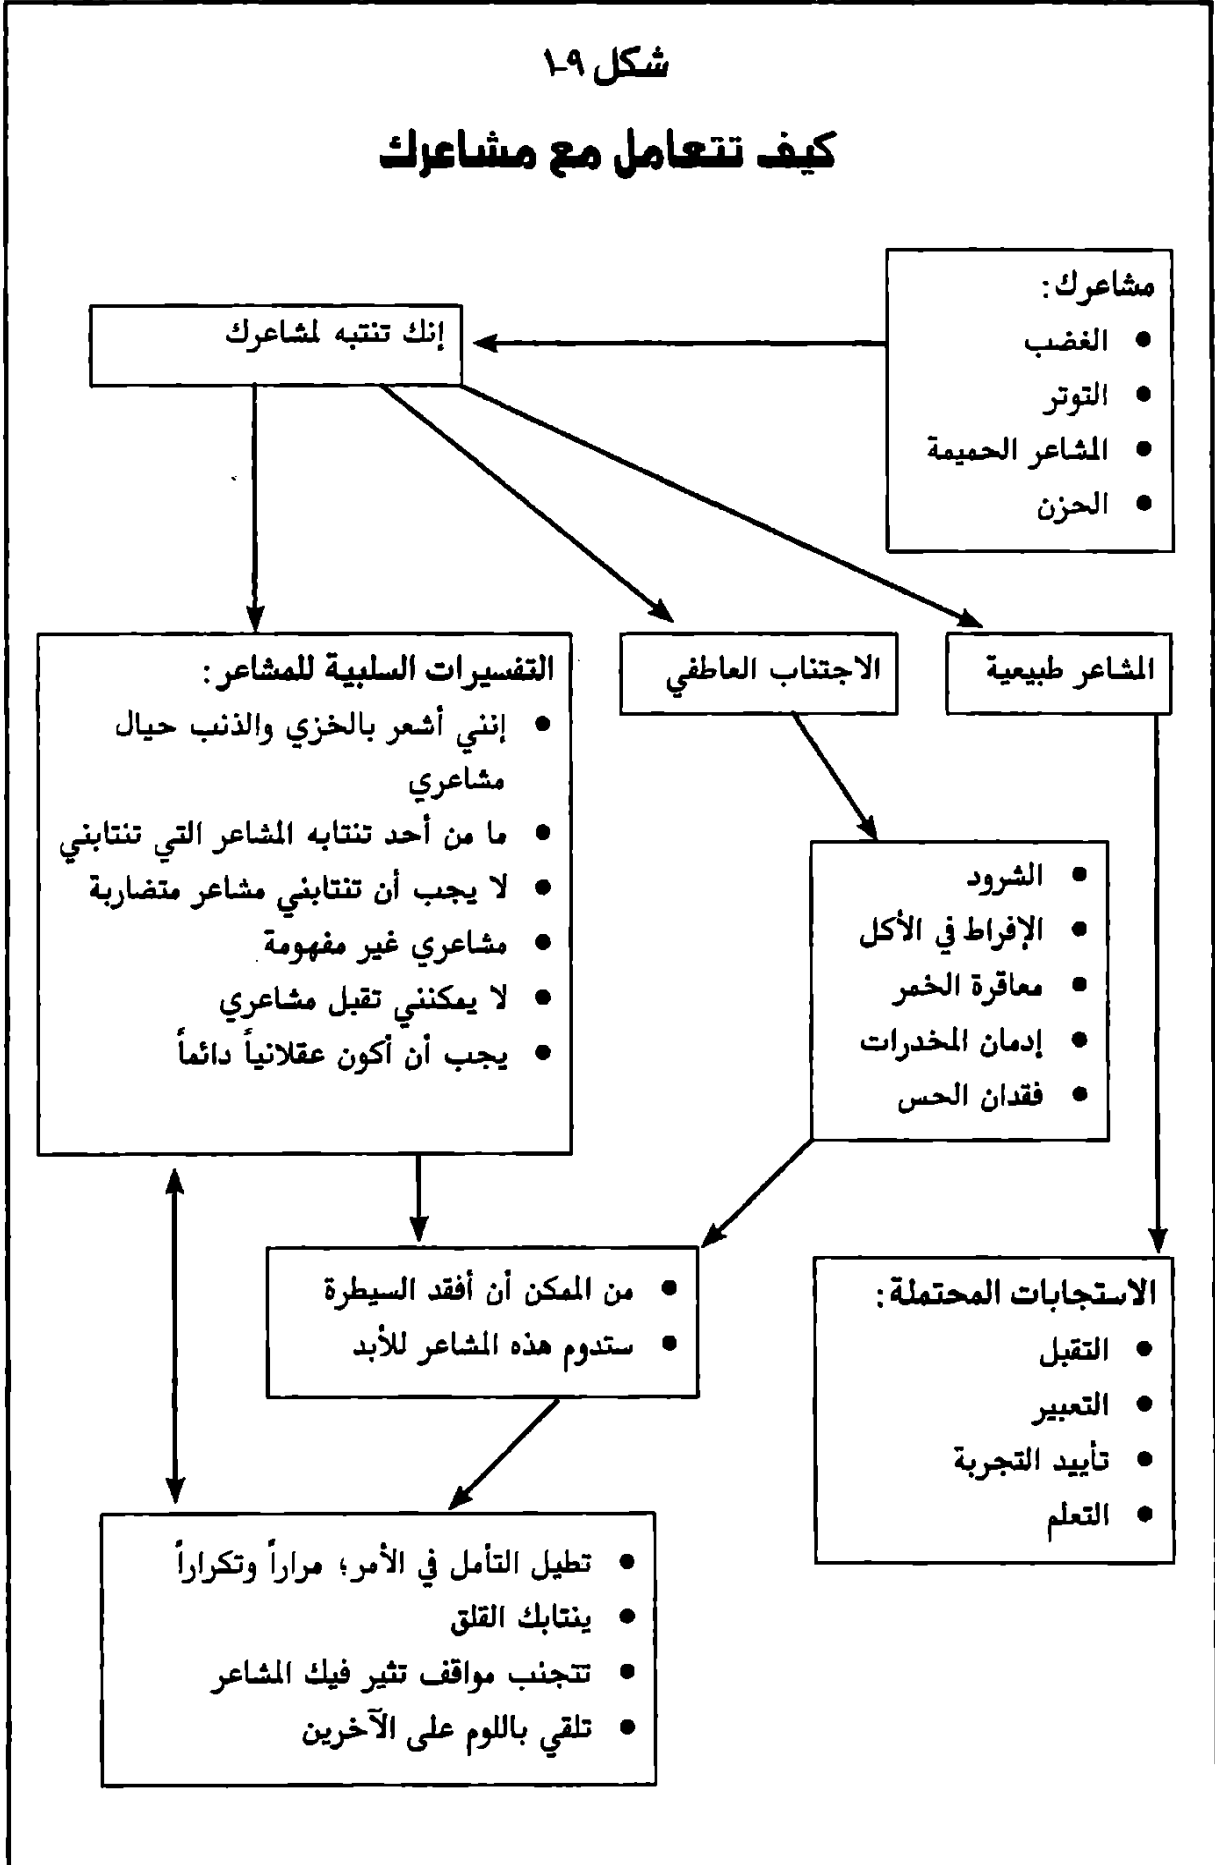 شكل ٩-١
كيف تتعامل مع مشاعرك
مشاعرك:
• الغضب
• التوتر
• المشاعر الحميمة
• الحزن
إنك تنتبه لمشاعرك
المشاعر طبيعية
الاجتناب العاطفي
التفسيرات السلبية للمشاعر:
• إنني أشعر بالخزي والذنب حيال
مشاعري
• ما من أحد تنتابه المشاعر التي تنتابني
• لا يجب أن تنتابني مشاعر متضاربة
• مشاعري غير مفهومة
• لا يمكنني تقبل مشاعري
• يجب أن أكون عقلانياً دائماً
• الشرود
• الإفراط في الأكل
• معاقرة الخمر
• إدمان المخدرات
• فقدان الحس
• من الممكن أن أفقد السيطرة
• ستدوم هذه المشاعر للأبد
الاستجابات المحتملة:
• التقبل
• التعبير
• تأييد التجربة
• التعلم
• تطيل التأمل في الأمر؛ مراراً وتكراراً
• ينتابك القلق
• تتجنب مواقف تثير فيك المشاعر
• تلقي باللوم على الآخرين